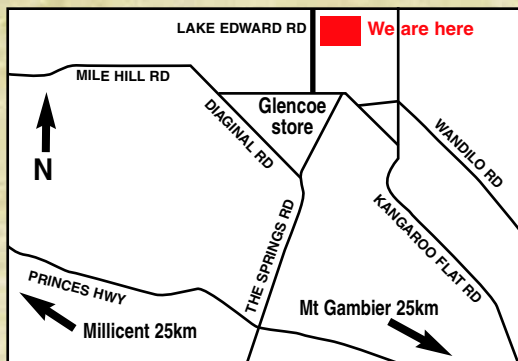 LAKE EDWARD RD
We are here
MILE HILL RD
Glencoe
store
DIAGINAL RD
WANDILO RD
N
KANGAROO FLAT RD
THE SPRINGS RD
PRINCES HWY
Mt Gambier 25km
Millicent 25km